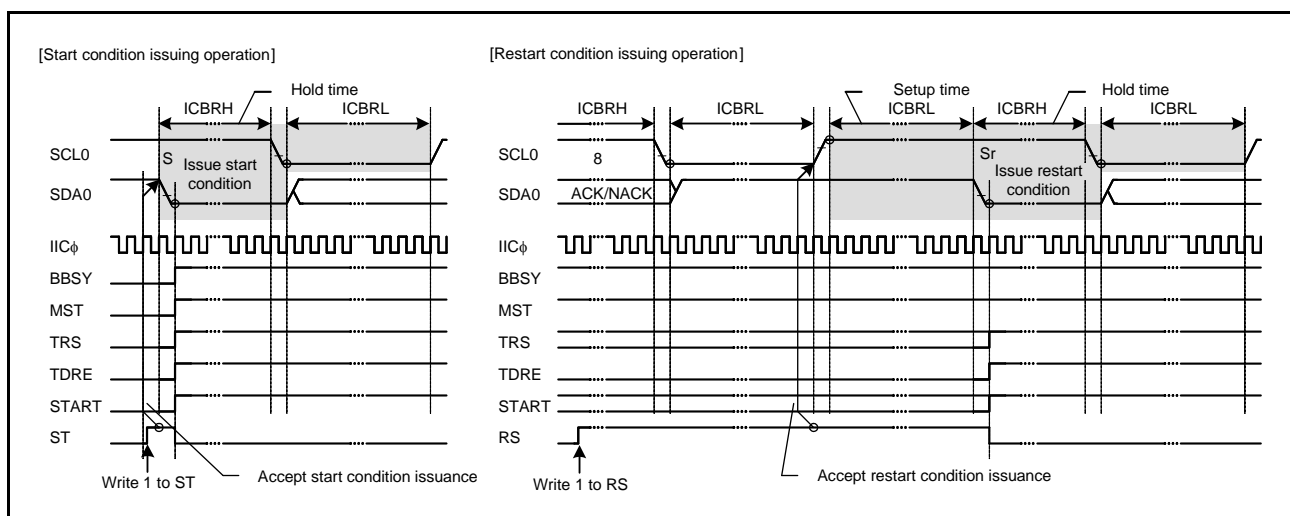 [Start condition issuing operation]
Hold time
ICBRH
ICBRL
SCL0
S
Issue start
condition
SDA0
IICϕ
BBSY
MST
TRS
TDRE
START
ST
Accept start condition issuance
Write 1 to ST
[Restart condition issuing operation]
Setup time
Hold time
ICBRH
ICBRL
ICBRL
ICBRH
ICBRL
SCL0
8
Sr
Issue restart
condition
SDA0
ACK/NACK
IICϕ
BBSY
MST
TRS
TDRE
START
RS
Accept restart condition issuance
Write 1 to RS